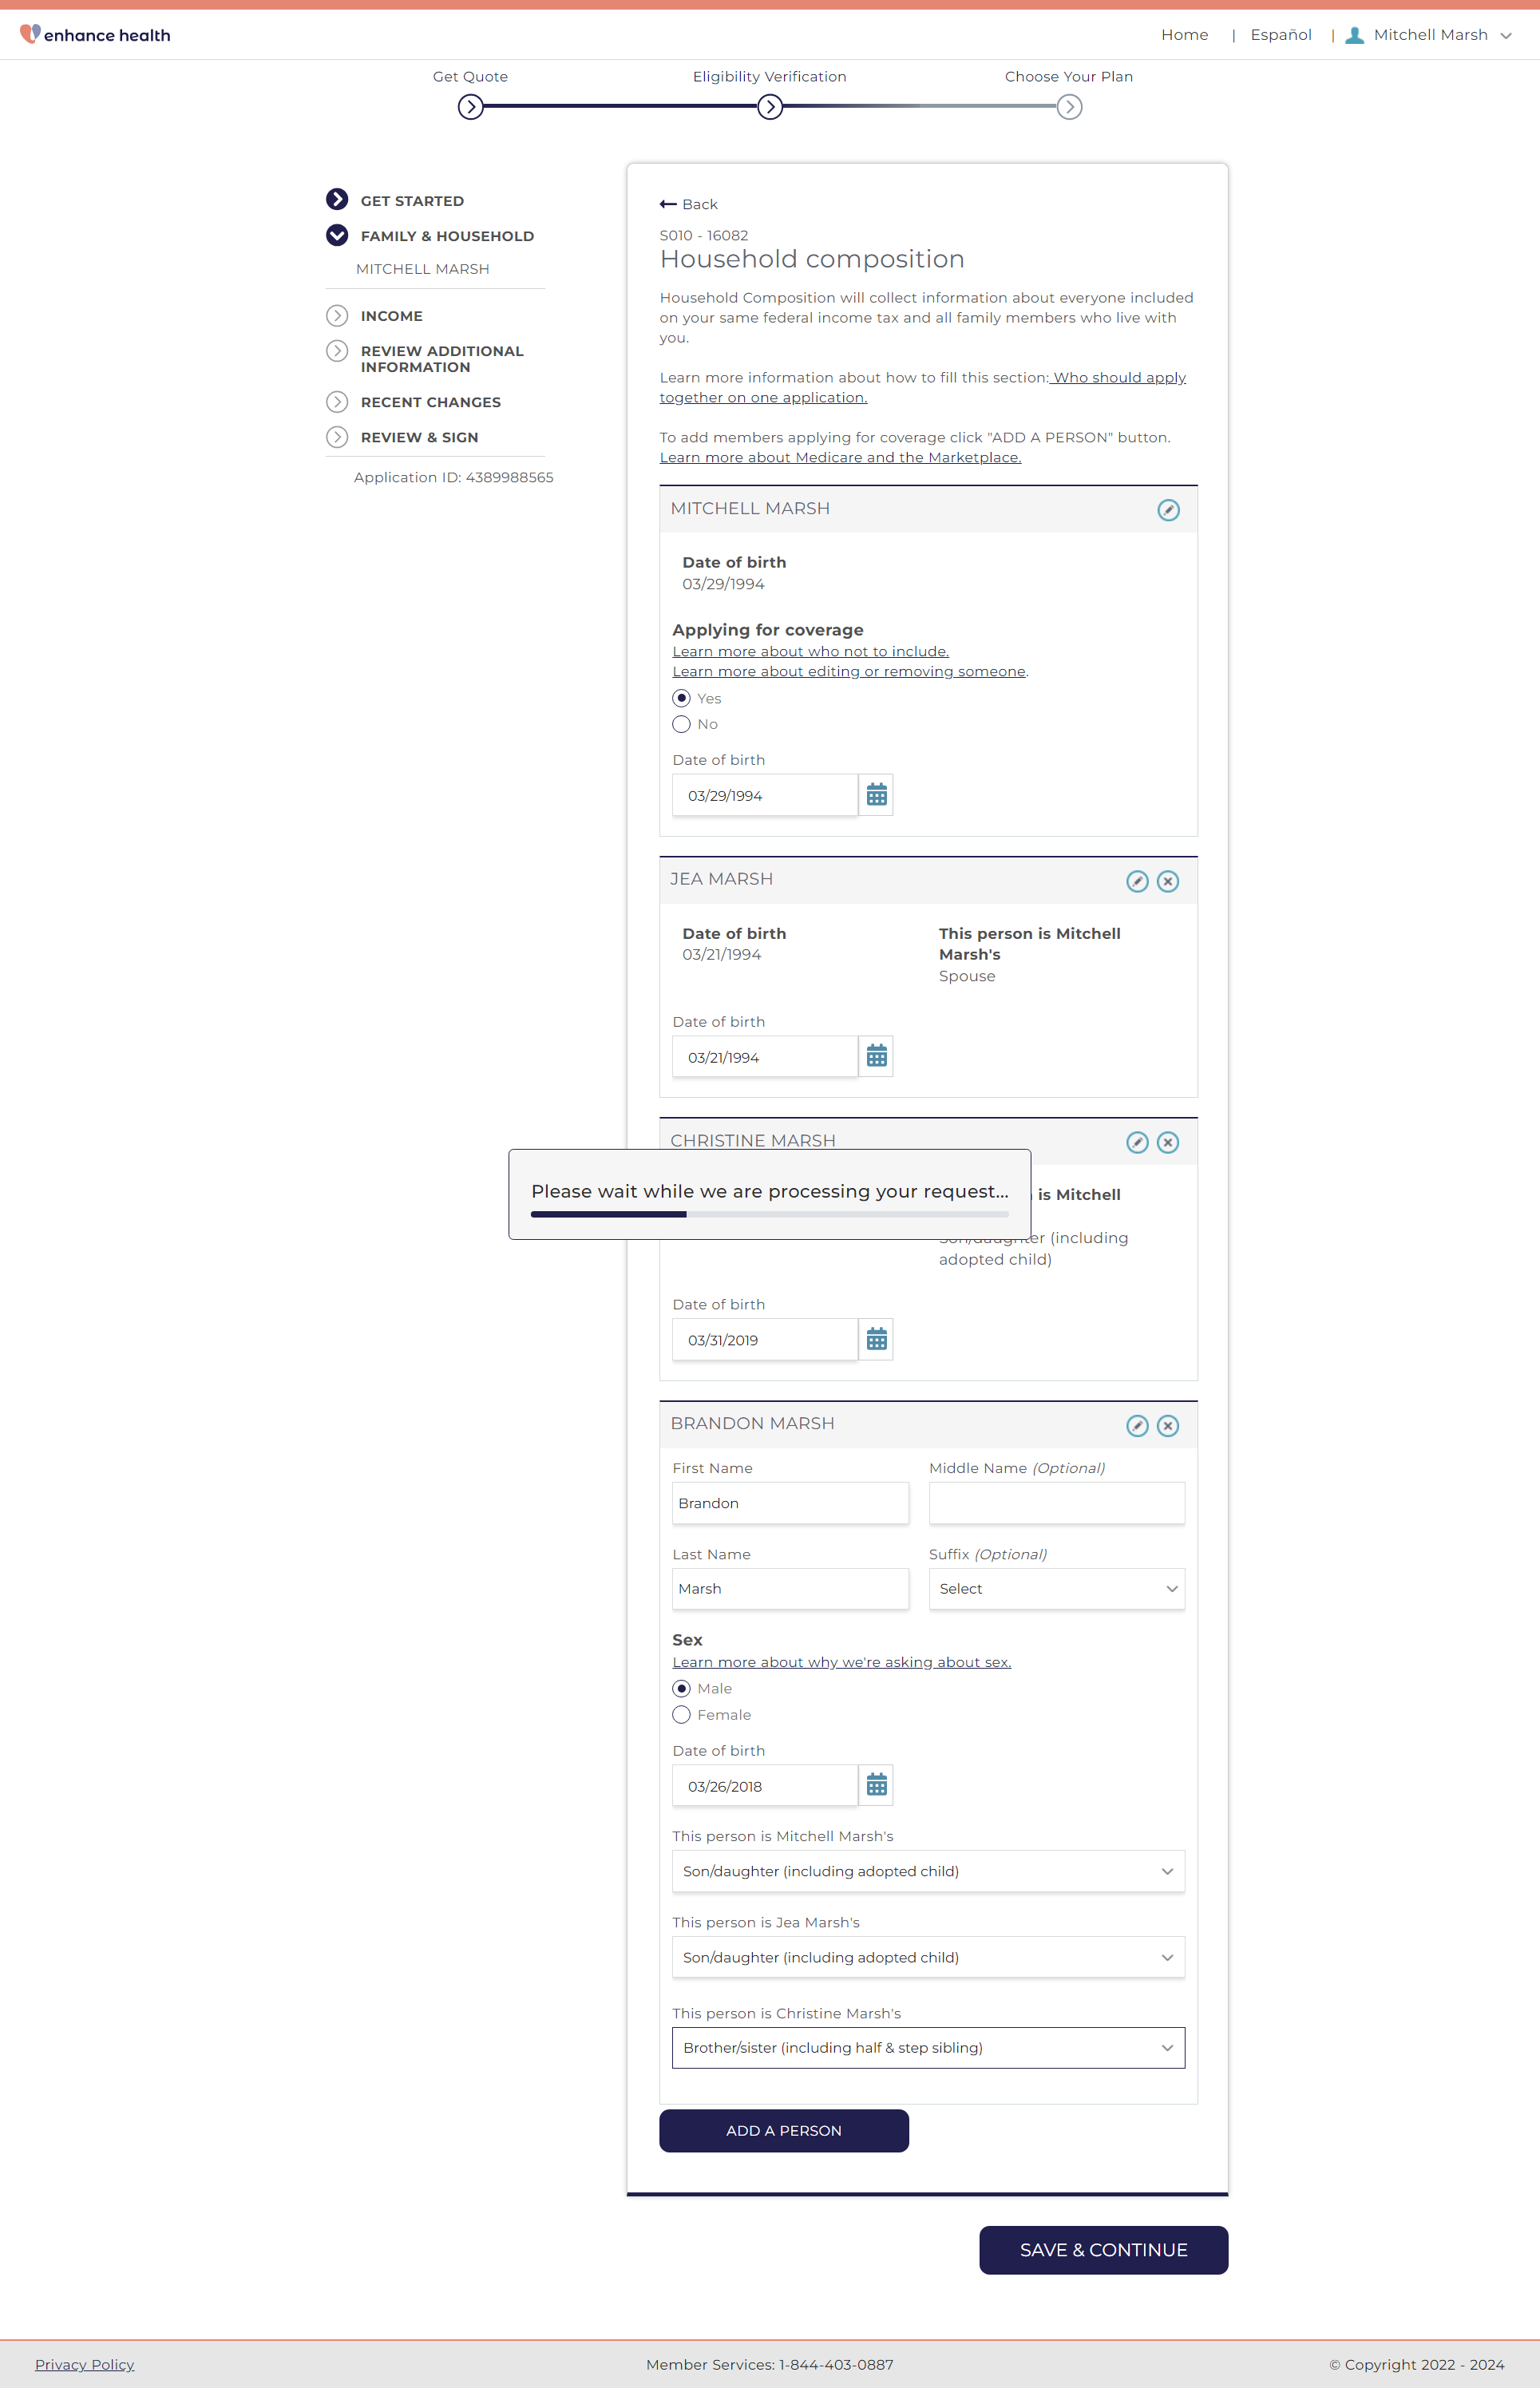 enhance health
Home | Español | Mitchell Marsh
Get Quote
Eligibility Verification
Choose Your Plan
GET STARTED
FAMILY & HOUSEHOLD
MITCHELL MARSH
INCOME
REVIEW ADDITIONAL
INFORMATION
RECENT CHANGES
REVIEW & SIGN
Application ID: 4389988565
Back
S010 - 16082
Household composition
Household Composition will collect information about everyone included
on your same federal income tax and all family members who live with
you.
Learn more information about how to fill this section: Who should apply
together on one application.
To add members applying for coverage click "ADD A PERSON" button.
Learn more about Medicare and the Marketplace.
MITCHELL MARSH
Date of birth
03/29/1994
Applying for coverage
Learn more about who not to include.
Learn more about editing or removing someone.
Yes
No
Date of birth
03/29/1994
JEA MARSH
Date of birth
03/21/1994
This person is Mitchell
Marsh's
Spouse
Date of birth
03/21/1994
CHRISTINE MARSH
Please wait while we are processing your request...
is Mitchell
Son/daughter (including
adopted child)
Date of birth
03/31/2019
BRANDON MARSH
First Name
Brandon
Middle Name (Optional)
Last Name
Marsh
Suffix (Optional)
Select
Sex
Learn more about why we're asking about sex.
Male
Female
Date of birth
03/26/2018
This person is Mitchell Marsh's
Son/daughter (including adopted child)
This person is Jea Marsh's
Son/daughter (including adopted child)
This person is Christine Marsh's
Brother/sister (including half & step sibling)
ADD A PERSON
SAVE & CONTINUE
Privacy Policy
Member Services: 1-844-403-0887
© Copyright 2022 - 2024